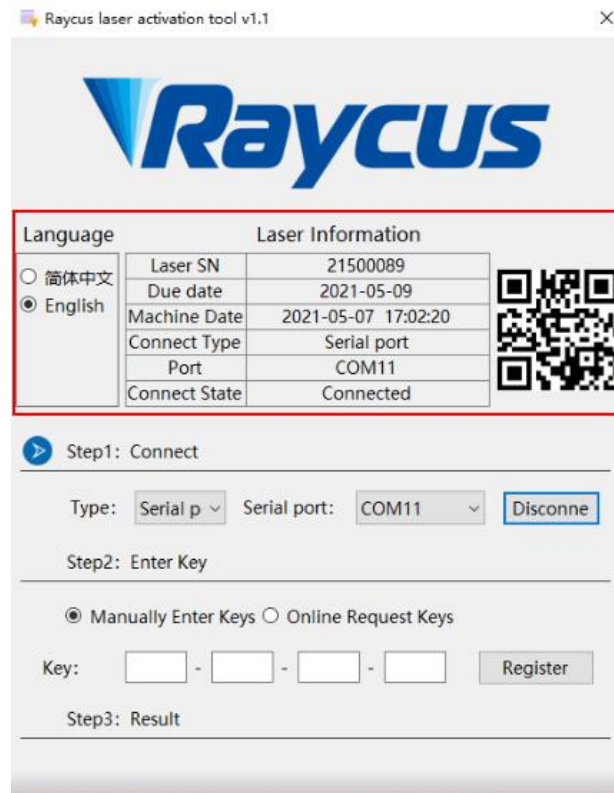 Raycus laser activation tool v1.1
Raycus
Language
Laser Information
简体中文
English
Laser SN 21500089
Due date 2021-05-09
Machine Date 2021-05-07 17:02:20
Connect Type Serial port
Port COM11
Connect State Connected
Step1: Connect
Type: Serial p Serial port: COM11 Disconne
Step2: Enter Key
Manually Enter Keys Online Request Keys
Key: - - - Register
Step3: Result